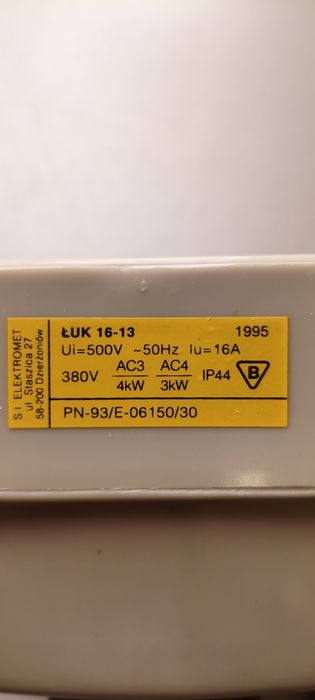 S I ELEKTROMET
ul Staszica 27
58-200 Dzierżoniów
ŁUK 16-13 1995
Ui=500V ~50Hz Iu=16A
380V AC3 4kW AC4 3kW IP44 B
PN-93/E-06150/30